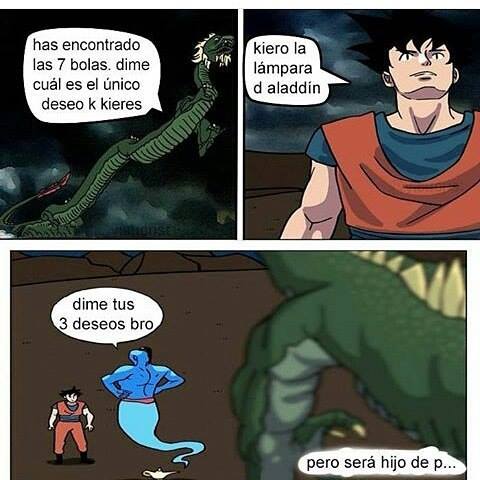 has encontrado
las 7 bolas. dime
cuál es el único
deseo k kieres
kiero la
lámpara
d aladdín
dime tus
3 deseos bro
pero será hijo de p...